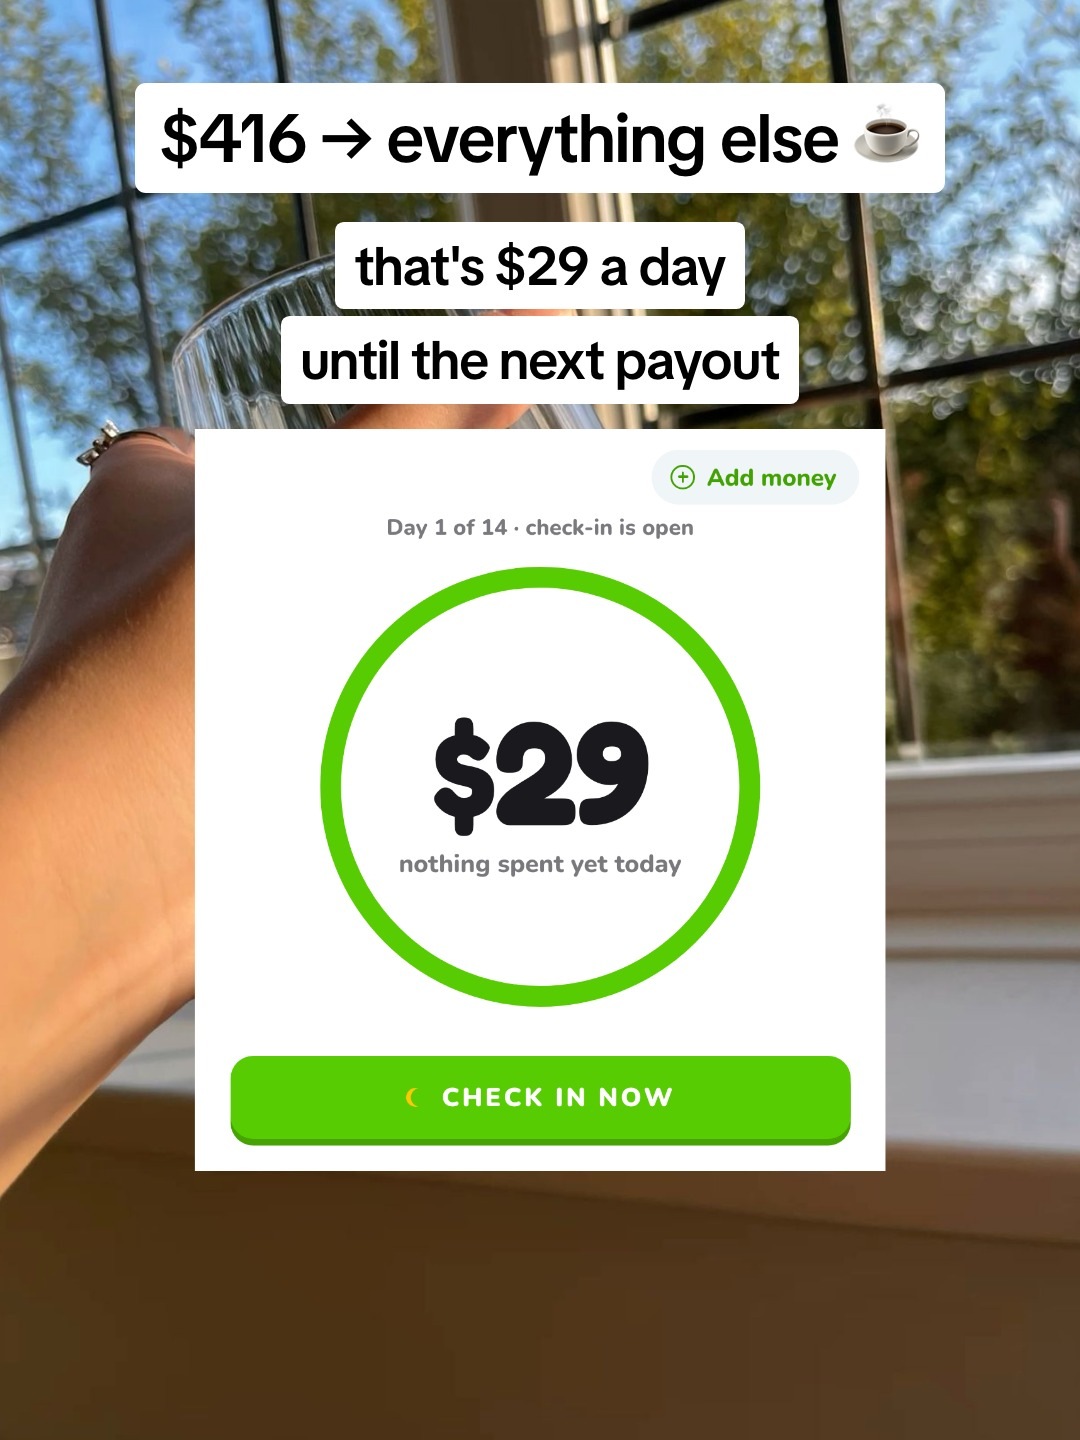 $416 → everything else ☕
that's $29 a day
until the next payout
Add money
Day 1 of 14 · check-in is open
$29
nothing spent yet today
CHECK IN NOW